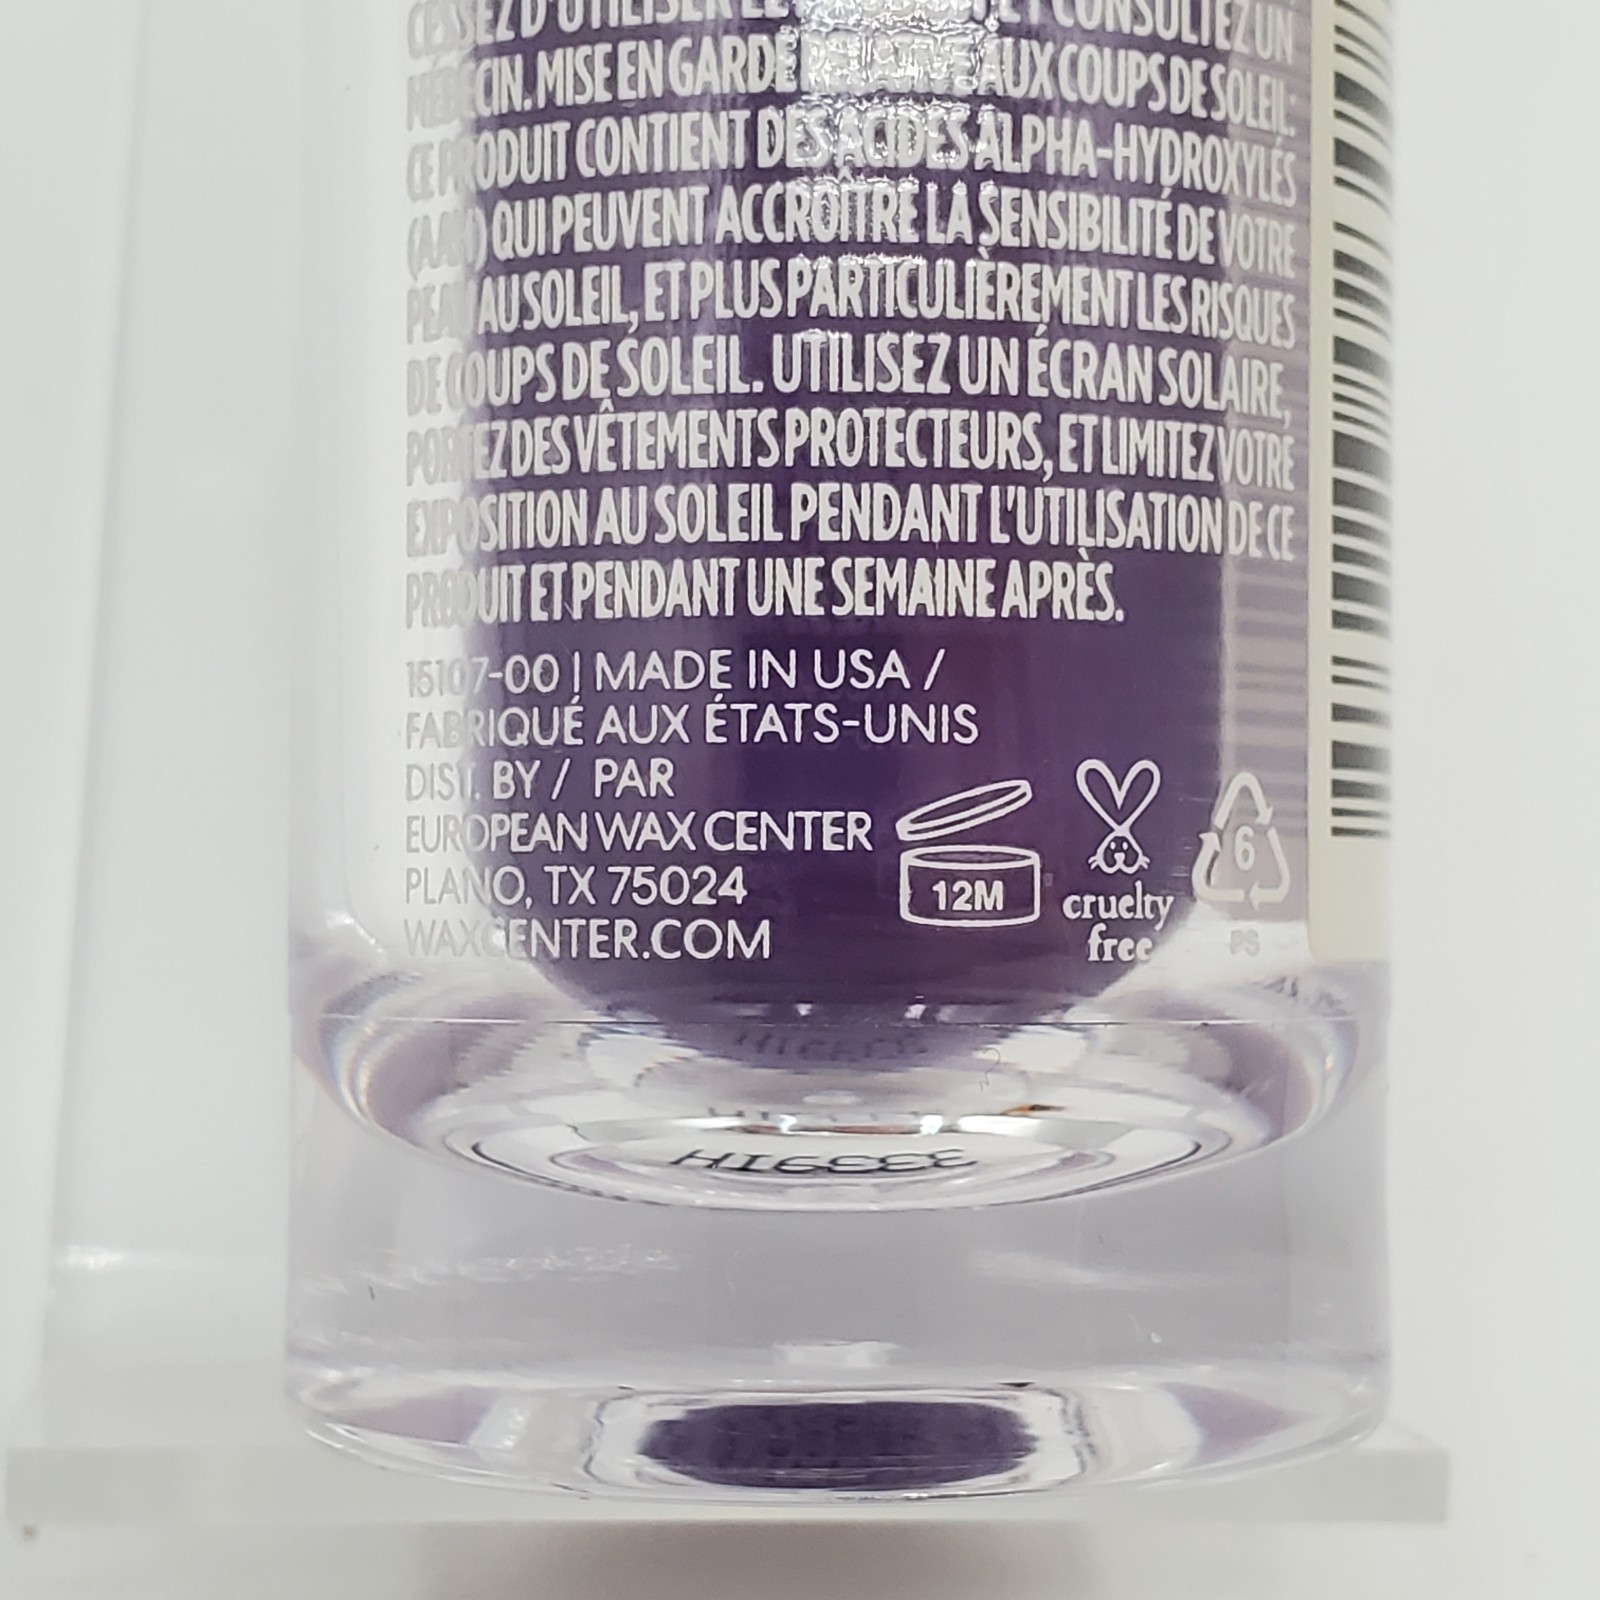 CESSEZ D'UTILISER LE ET CONSULTEZ UN
MÉDECIN. MISE EN GARDE RELATIVE AUX COUPS DE SOLEIL:
CE PRODUIT CONTIENT DES ACIDES ALPHA-HYDROXYLÉS
(AAH) QUI PEUVENT ACCROÎTRE LA SENSIBILITÉ DE VOTRE
PEAU AU SOLEIL, ET PLUS PARTICULIÈREMENT LES RISQUES
DE COUPS DE SOLEIL. UTILISEZ UN ÉCRAN SOLAIRE,
PORTEZ DES VÊTEMENTS PROTECTEURS, ET LIMITEZ VOTRE
EXPOSITION AU SOLEIL PENDANT L'UTILISATION DE CE
PRODUIT ET PENDANT UNE SEMAINE APRÈS.
15107-00 | MADE IN USA /
FABRIQUÉ AUX ÉTATS-UNIS
DIST. BY / PAR
EUROPEAN WAX CENTER
PLANO, TX 75024
WAXCENTER.COM
12M
cruelty
free
6
PS